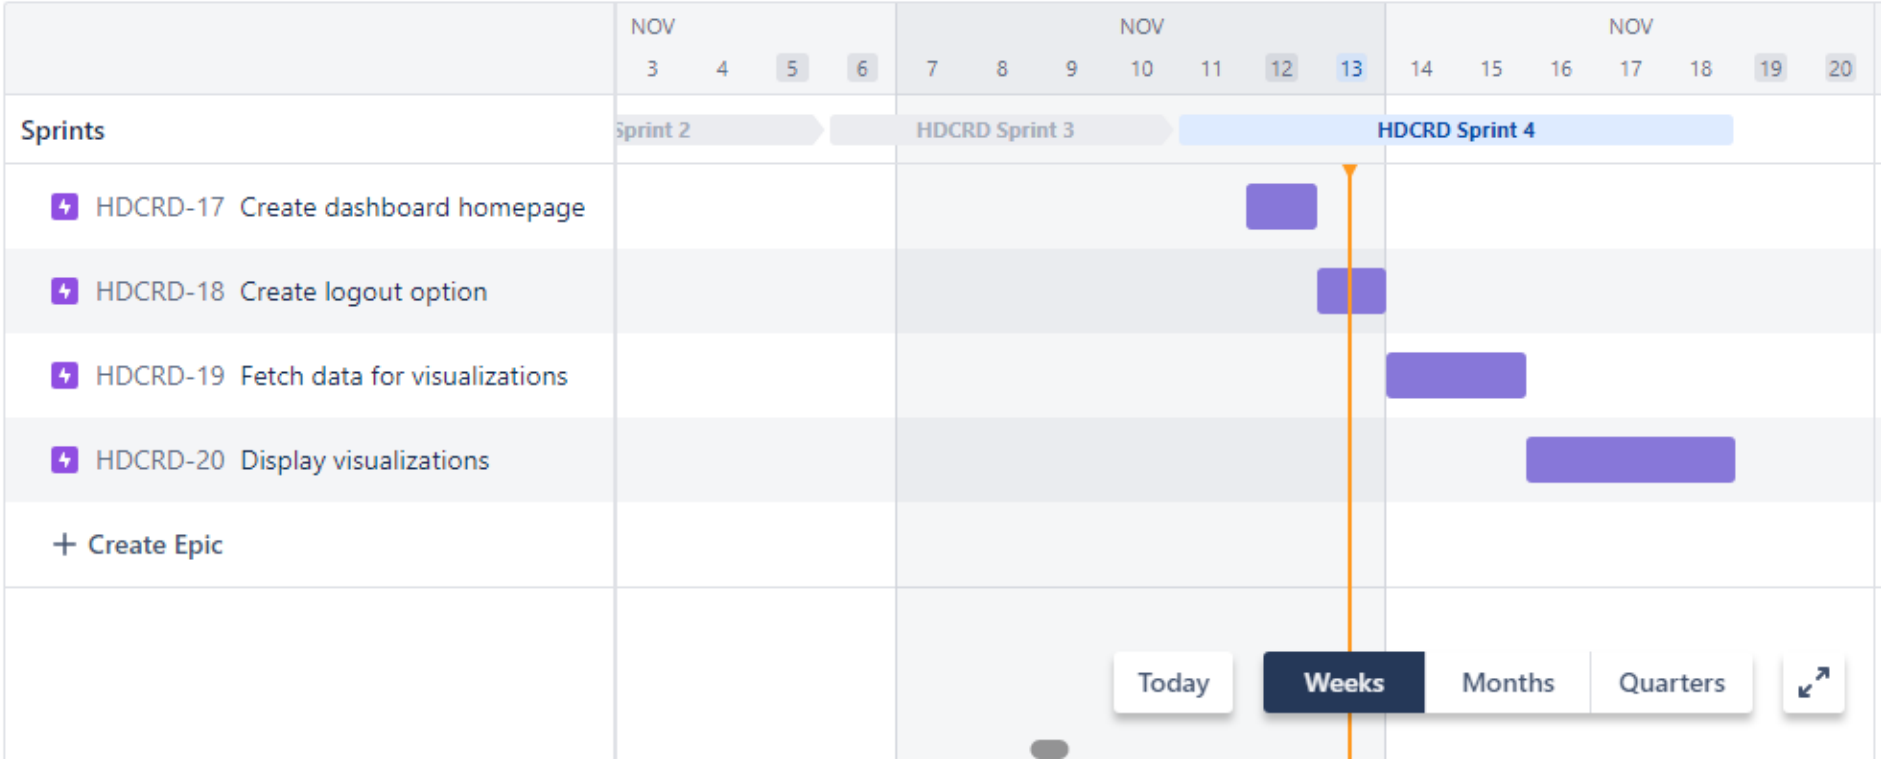 NOV NOV NOV
3 4 5 6 7 8 9 10 11 12 13 14 15 16 17 18 19 20
Sprints Sprint 2 HDCRD Sprint 3 HDCRD Sprint 4
HDCRD-17 Create dashboard homepage
HDCRD-18 Create logout option
HDCRD-19 Fetch data for visualizations
HDCRD-20 Display visualizations
+ Create Epic
Today Weeks Months Quarters